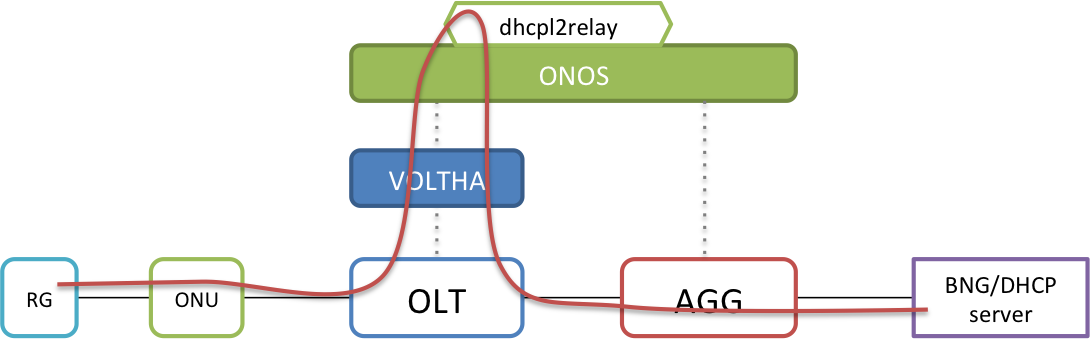 dhcpl2relay
ONOS
VOLTHA
RG
ONU
OLT
AGG
BNG/DHCP
server